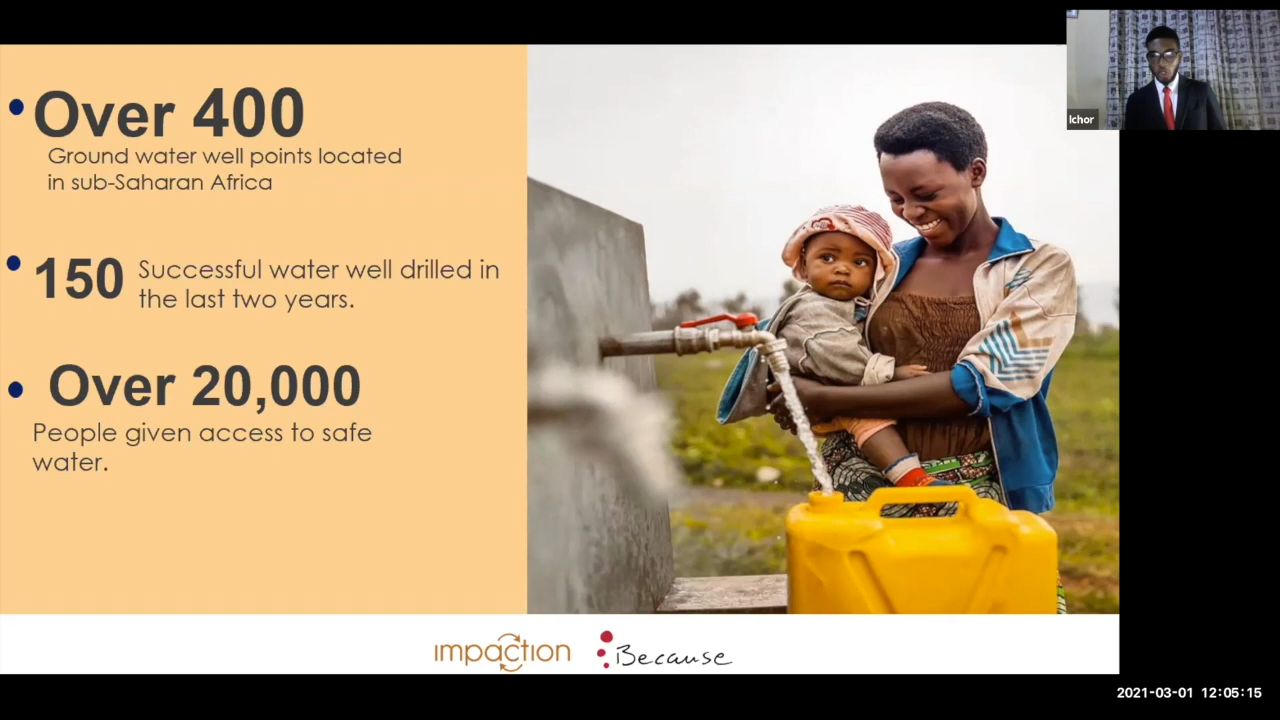 Over 400
Ground water well points located
in sub-Saharan Africa
150
Successful water well drilled in
the last two years.
Over 20,000
People given access to safe
water.
impaction
Because
Ichor
2021-03-01 12:05:15